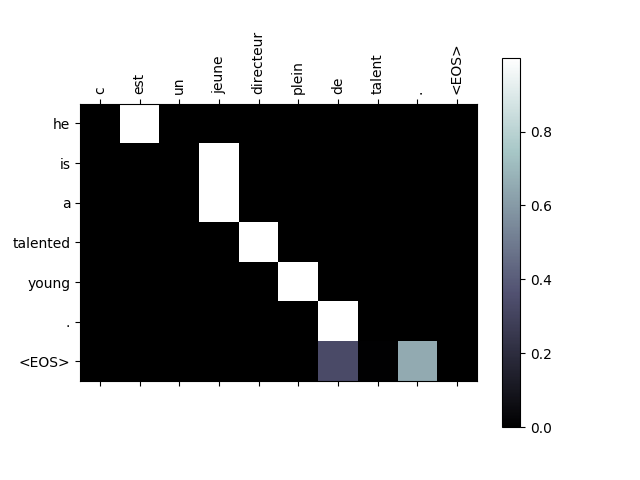 c est un jeune directeur plein de talent . <EOS>
he
is
a
talented
young
.
<EOS>
0.8
0.6
0.4
0.2
0.0